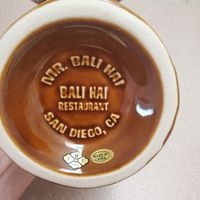 MR. BALI HAI
BALI HAI
RESTAURANT
SAN DIEGO, CA